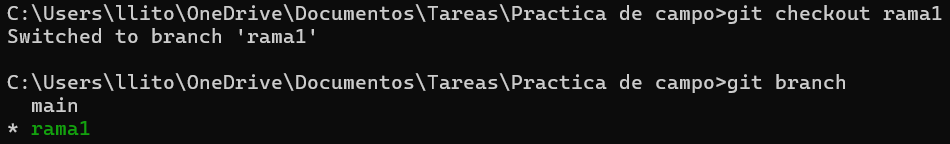 C:\Users\llito\OneDrive\Documentos\Tareas\Practica de campo>git checkout rama1
Switched to branch 'rama1'
C:\Users\llito\OneDrive\Documentos\Tareas\Practica de campo>git branch
  main
* rama1